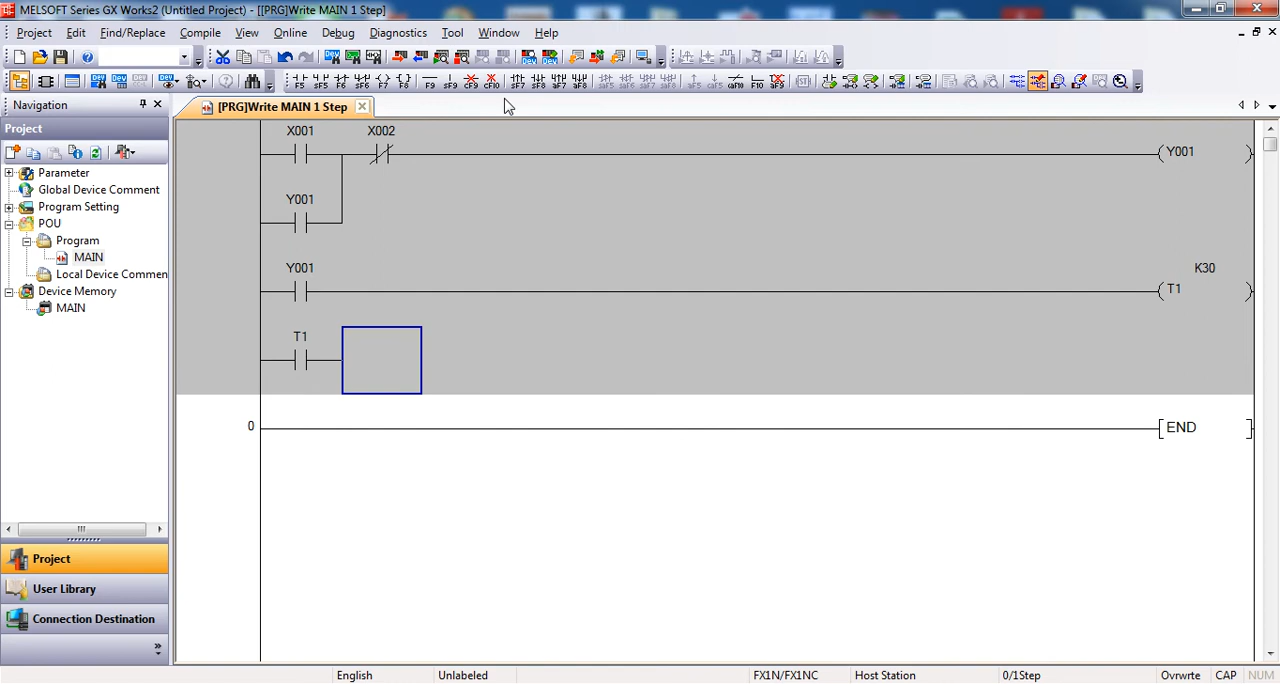 MELSOFT Series GX Works2 (Untitled Project) - [[PRG]Write MAIN 1 Step]
Project Edit Find/Replace Compile View Online Debug Diagnostics Tool Window Help
Navigation
[PRG]Write MAIN 1 Step
Project
Parameter
Global Device Comment
Program Setting
POU
Program
MAIN
Local Device Commen
Device Memory
MAIN
X001 X002
Y001
Y001
Y001
K30
T1
T1
0
END
Project
User Library
Connection Destination
English Unlabeled FX1N/FX1NC Host Station 0/1Step Ovrwrte CAP NUM